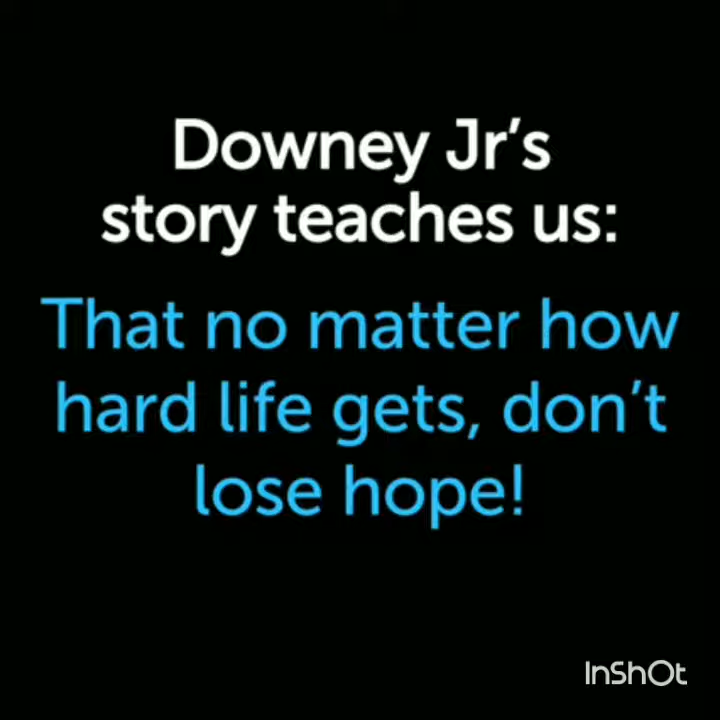 Downey Jr’s
story teaches us:
That no matter how
hard life gets, don’t
lose hope!
InShOt